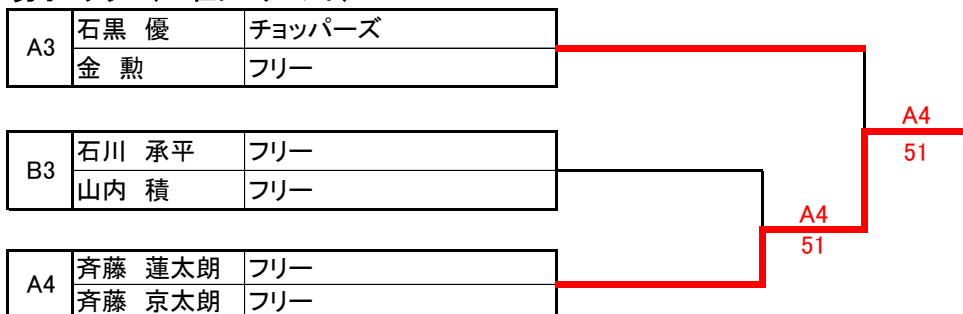 A3 石黒 優 チョッパーズ
金 勲 フリー
A4
51
B3 石川 承平 フリー
山内 積 フリー
A4
51
A4 斉藤 蓮太朗 フリー
斉藤 京太朗 フリー